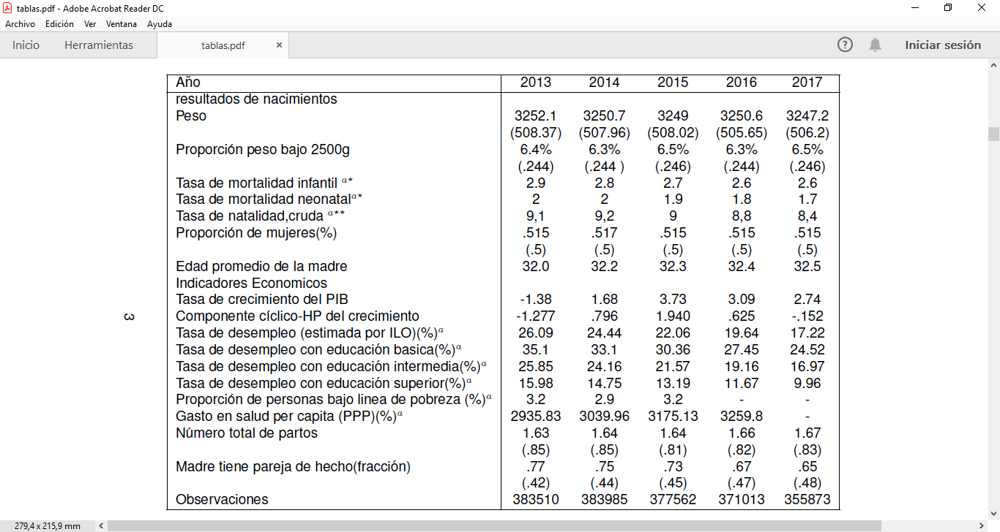 tablas.pdf - Adobe Acrobat Reader DC
Archivo Edición Ver Ventana Ayuda
Inicio Herramientas tablas.pdf × ? Iniciar sesión
Año 2013 2014 2015 2016 2017
resultados de nacimientos
Peso 3252.1 3250.7 3249 3250.6 3247.2
(508.37) (507.96) (508.02) (505.65) (506.2)
Proporción peso bajo 2500g 6.4% 6.3% 6.5% 6.3% 6.5%
(.244) (.244 ) (.246) (.244) (.246)
Tasa de mortalidad infantil a* 2.9 2.8 2.7 2.6 2.6
Tasa de mortalidad neonatala* 2 2 1.9 1.8 1.7
Tasa de natalidad,cruda a** 9,1 9,2 9 8,8 8,4
Proporción de mujeres(%) .515 .517 .515 .515 .515
(.5) (.5) (.5) (.5) (.5)
Edad promedio de la madre 32.0 32.2 32.3 32.4 32.5
Indicadores Economicos
Tasa de crecimiento del PIB -1.38 1.68 3.73 3.09 2.74
Componente cíclico-HP del crecimiento -1.277 .796 1.940 .625 -.152
Tasa de desempleo (estimada por ILO)(%)a 26.09 24.44 22.06 19.64 17.22
Tasa de desempleo con educación basica(%)a 35.1 33.1 30.36 27.45 24.52
Tasa de desempleo con educación intermedia(%)a 25.85 24.16 21.57 19.16 16.97
Tasa de desempleo con educación superior(%)a 15.98 14.75 13.19 11.67 9.96
Proporción de personas bajo linea de pobreza (%)a 3.2 2.9 3.2 - -
Gasto en salud per capita (PPP)(%)a 2935.83 3039.96 3175.13 3259.8 -
Número total de partos 1.63 1.64 1.64 1.66 1.67
(.85) (.85) (.81) (.82) (.83)
Madre tiene pareja de hecho(fracción) .77 .75 .73 .67 .65
(.42) (.44) (.45) (.47) (.48)
Observaciones 383510 383985 377562 371013 355873
3
279,4 x 215,9 mm